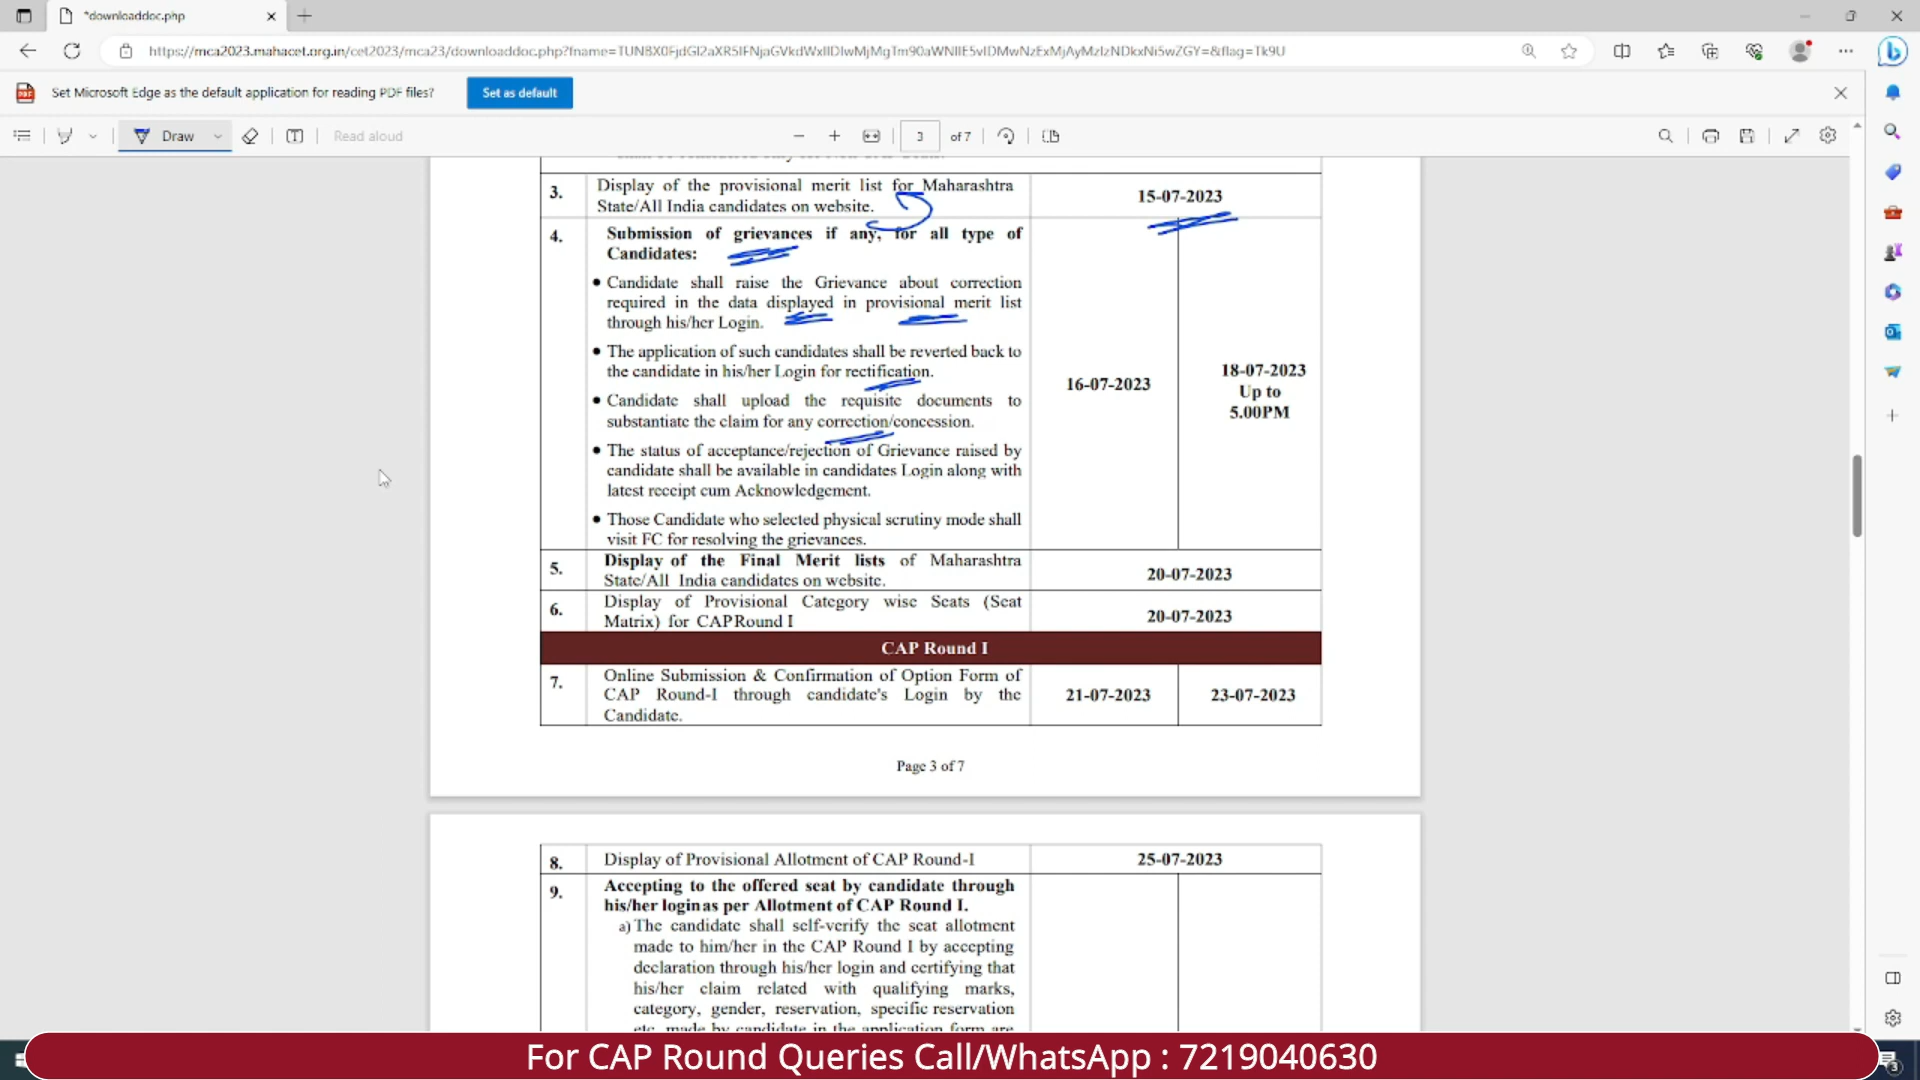 *downloaddoc.php
https://mca2023.mahacet.org.in/cet2023/mca23/downloaddoc.php?fname=
Set Microsoft Edge as the default application for reading PDF files?
Set as default
Draw
Read aloud
3
of 7
3.
Display of the provisional merit list for Maharashtra
State/All India candidates on website.
15-07-2023
4.
Submission of grievances if any, for all type of
Candidates:
• Candidate shall raise the Grievance about correction
required in the data displayed in provisional merit list
through his/her Login.
• The application of such candidates shall be reverted back to
the candidate in his/her Login for rectification.
• Candidate shall upload the requisite documents to
substantiate the claim for any correction/concession.
• The status of acceptance/rejection of Grievance raised by
candidate shall be available in candidates Login along with
latest receipt cum Acknowledgement.
• Those Candidate who selected physical scrutiny mode shall
visit FC for resolving the grievances.
16-07-2023
18-07-2023
Up to
5.00PM
5.
Display of the Final Merit lists of Maharashtra
State/All India candidates on website.
20-07-2023
6.
Display of Provisional Category wise Seats (Seat
Matrix) for CAPRound I
20-07-2023
CAP Round I
7.
Online Submission & Confirmation of Option Form of
CAP Round-I through candidate's Login by the
Candidate.
21-07-2023
23-07-2023
Page 3 of 7
8.
Display of Provisional Allotment of CAP Round-I
25-07-2023
9.
Accepting to the offered seat by candidate through
his/her login as per Allotment of CAP Round I.
a) The candidate shall self-verify the seat allotment
made to him/her in the CAP Round I by accepting
declaration through his/her login and certifying that
his/her claim related with qualifying marks,
category, gender, reservation, specific reservation
etc. made by candidate in the application form are
For CAP Round Queries Call/WhatsApp : 7219040630
3